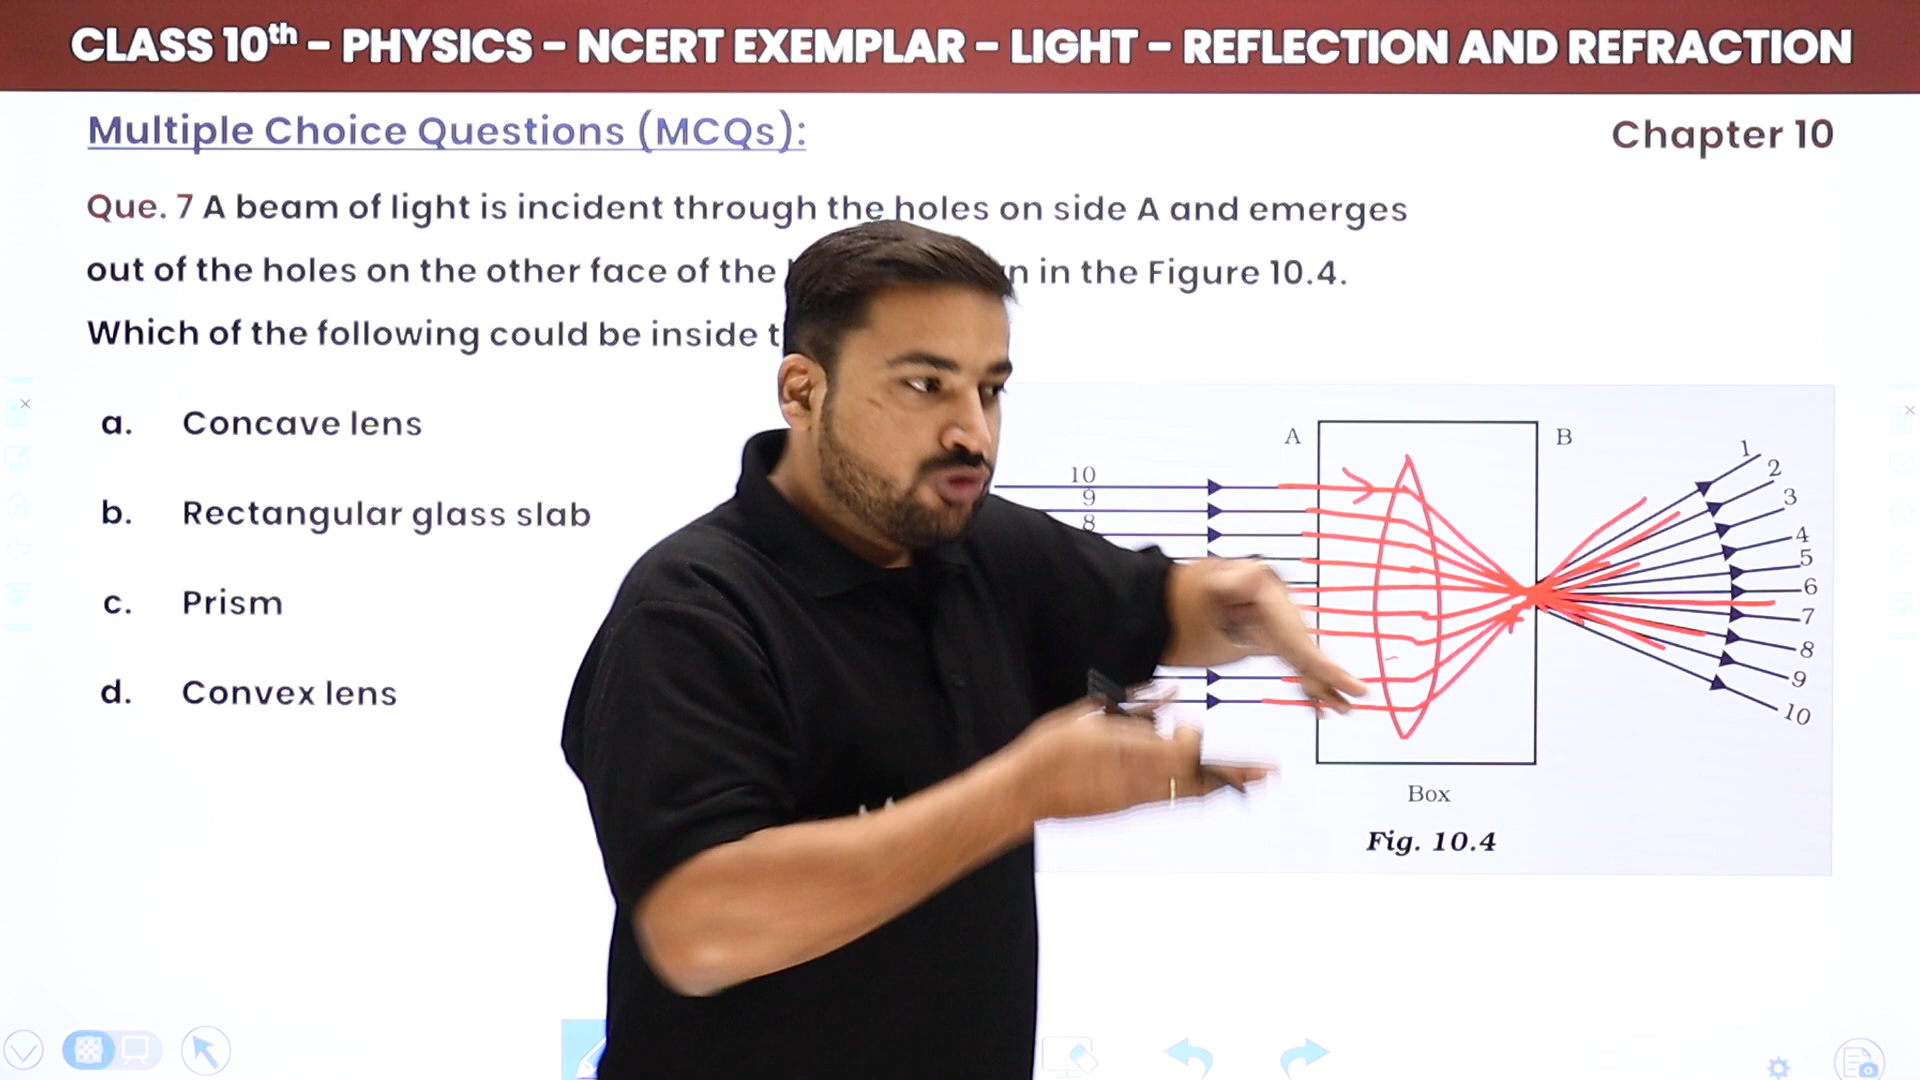 CLASS 10th – PHYSICS – NCERT EXEMPLAR – LIGHT – REFLECTION AND REFRACTION
Multiple Choice Questions (MCQs):
Chapter 10
Que. 7 A beam of light is incident through the holes on side A and emerges
out of the holes on the other face of the n in the Figure 10.4.
Which of the following could be inside t
a. Concave lens
b. Rectangular glass slab
c. Prism
d. Convex lens
A
B
10
9
8
1
2
3
4
5
6
7
8
9
10
Box
Fig. 10.4